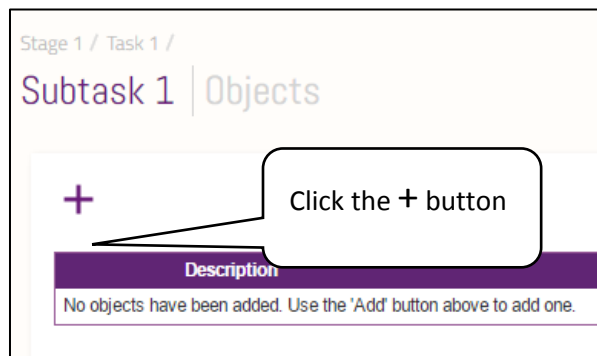 Stage 1 / Task 1 /
Subtask 1 | Objects
+
Click the + button
Description
No objects have been added. Use the 'Add' button above to add one.